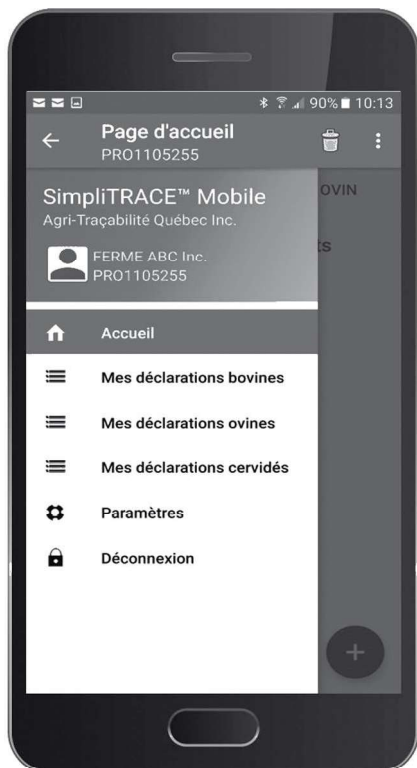 90% 10:13
Page d'accueil
PRO1105255
OVIN
SimpliTRACE™ Mobile
Agri-Traçabilité Québec Inc.
ts
FERME ABC Inc.
PRO1105255
Accueil
Mes déclarations bovines
Mes déclarations ovines
Mes déclarations cervidés
Paramètres
Déconnexion